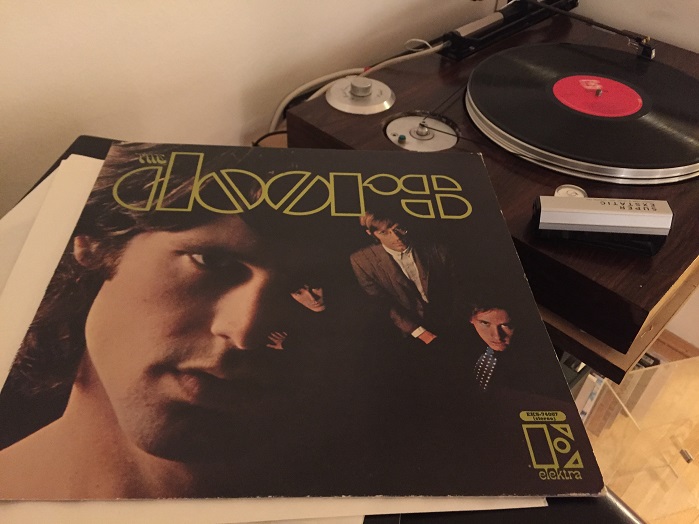 THE
doors
SUPER
EXSTATIC
EKS-74007
(stereo)
elektra